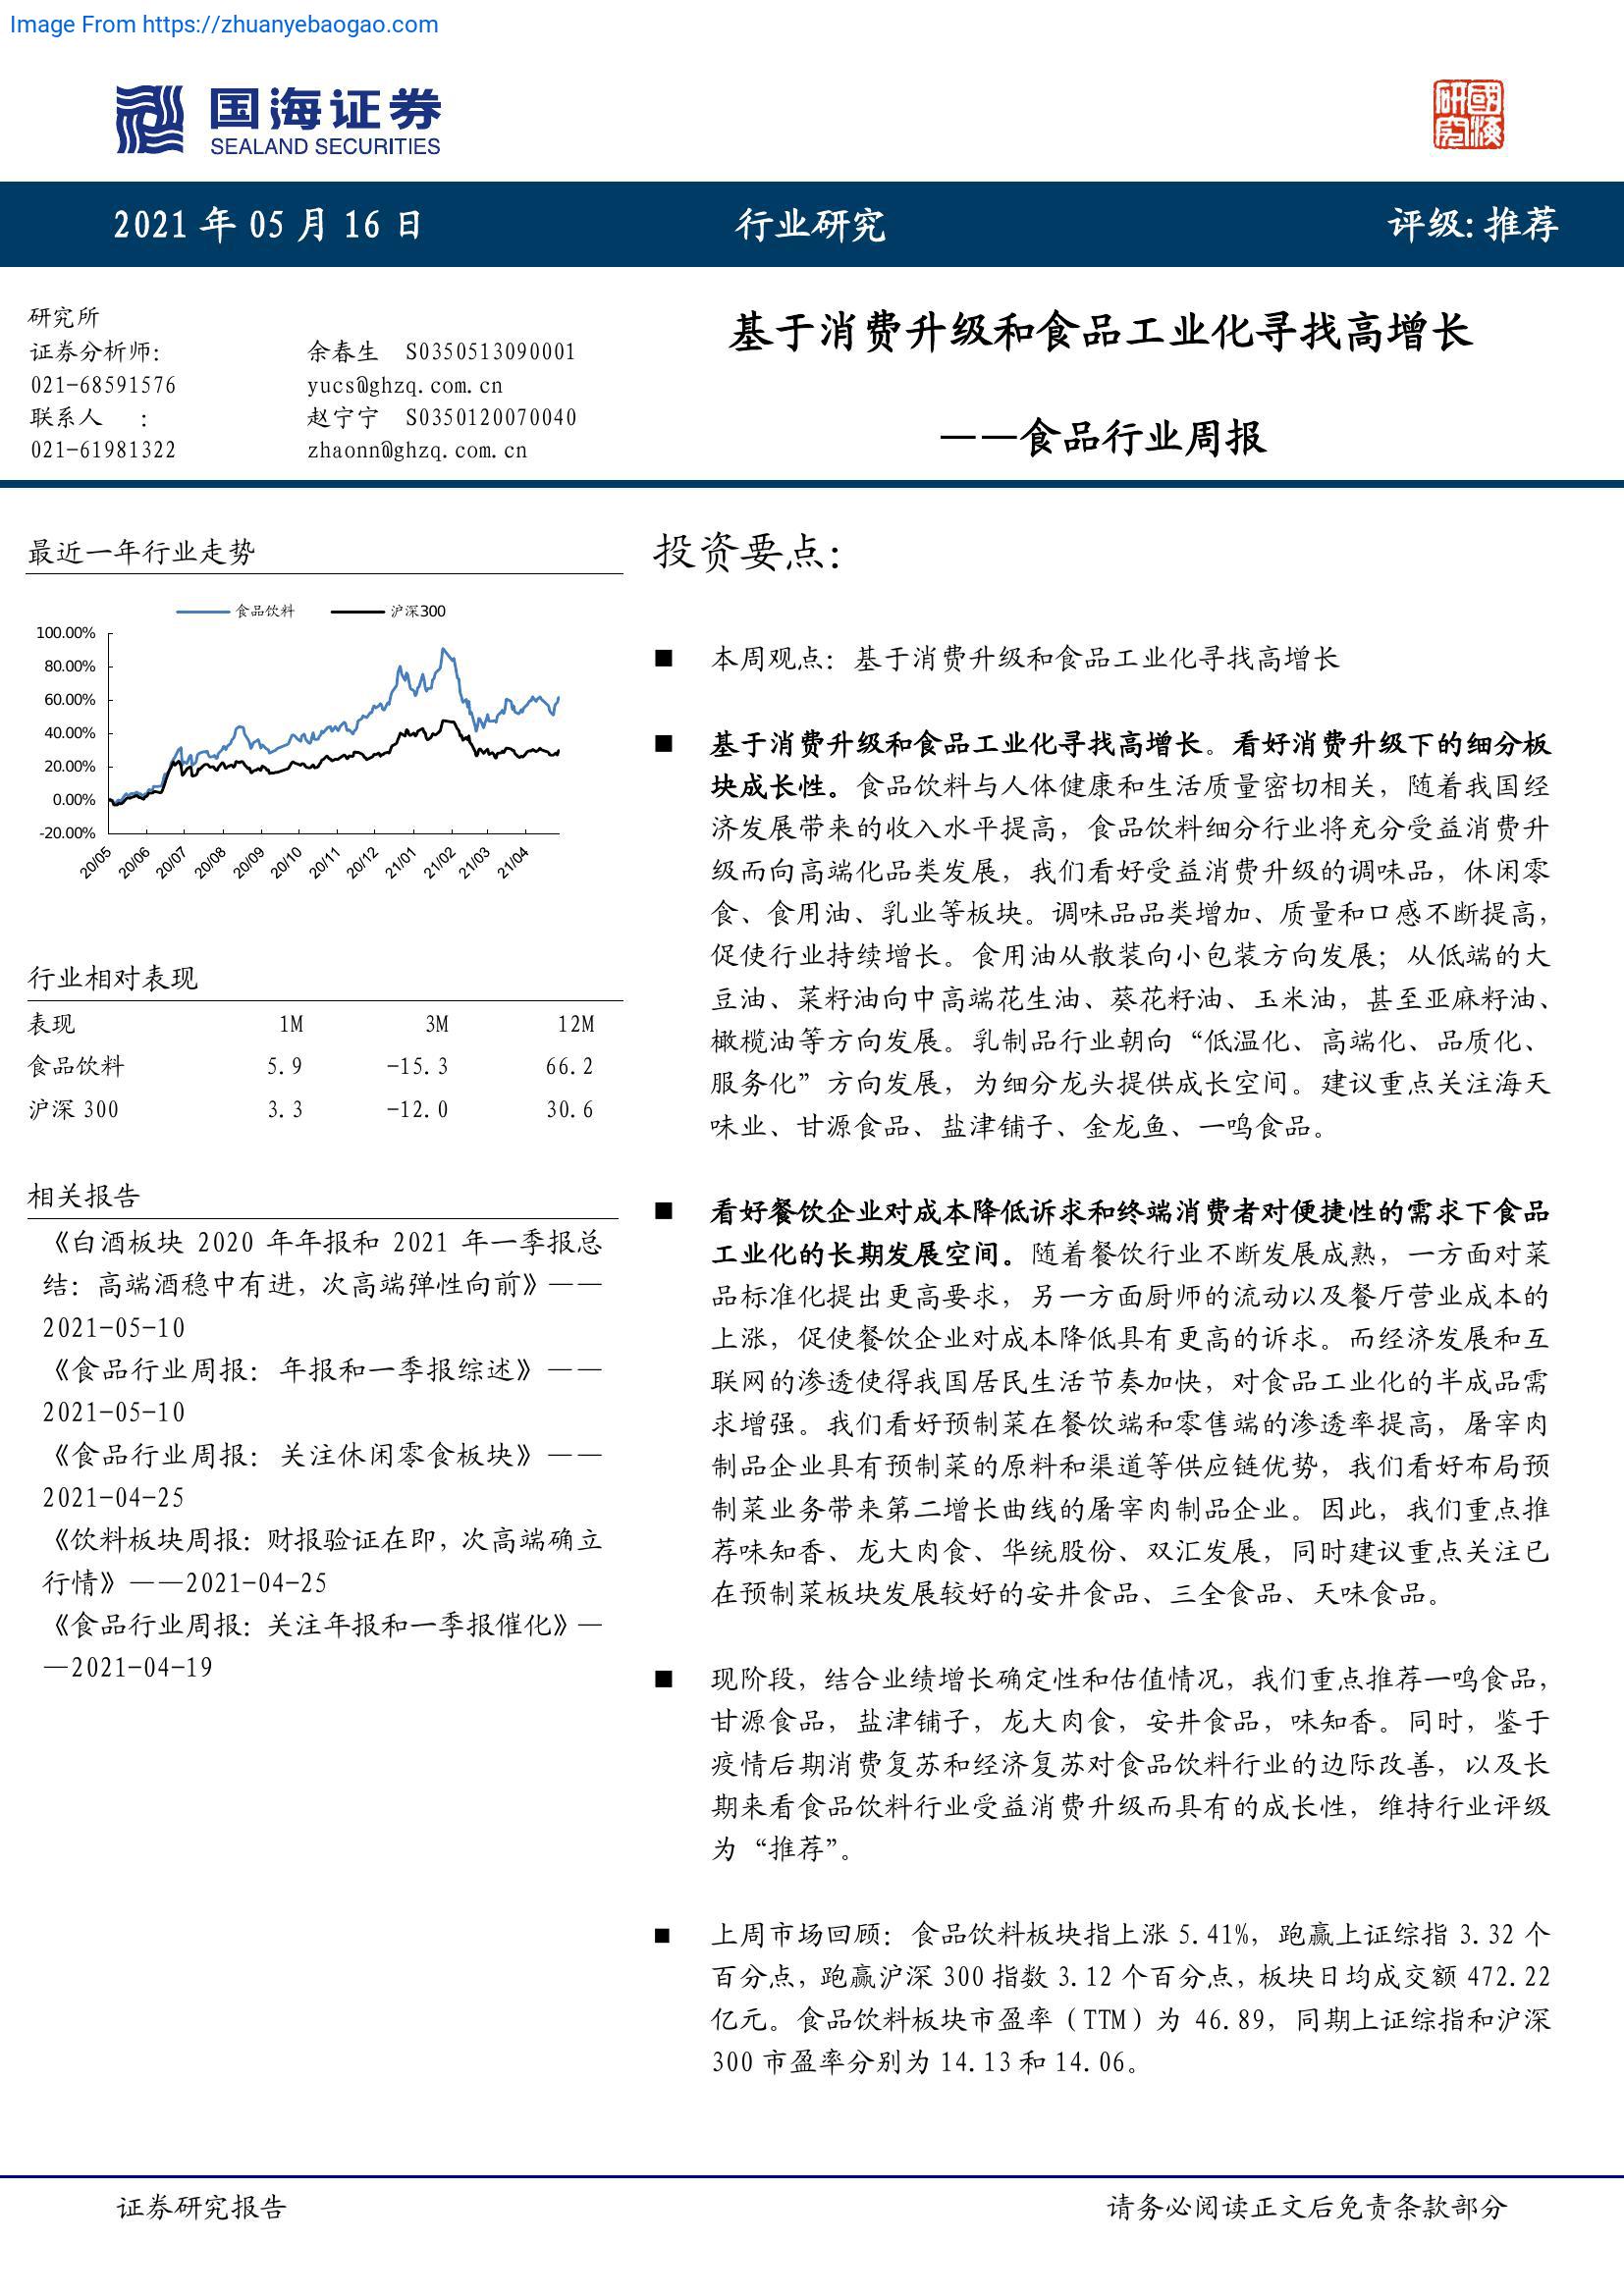 Image From https://zhuanyebaogao.com
国海证券
SEALAND SECURITIES
國海研究
2021 年 05 月 16 日
行业研究
评级:推荐
研究所
证券分析师: 余春生 S0350513090001
021-68591576 yucs@ghzq.com.cn
联系人 : 赵宁宁 S0350120070040
021-61981322 zhaonn@ghzq.com.cn
基于消费升级和食品工业化寻找高增长
——食品行业周报
最近一年行业走势
食品饮料 沪深300
100.00%
80.00%
60.00%
40.00%
20.00%
0.00%
-20.00%
20/05 20/06 20/07 20/08 20/09 20/10 20/11 20/12 21/01 21/02 21/03 21/04
行业相对表现
表现 1M 3M 12M
食品饮料 5.9 -15.3 66.2
沪深 300 3.3 -12.0 30.6
相关报告
《白酒板块 2020 年年报和 2021 年一季报总
结:高端酒稳中有进,次高端弹性向前》——
2021-05-10
《食品行业周报:年报和一季报综述》——
2021-05-10
《食品行业周报:关注休闲零食板块》——
2021-04-25
《饮料板块周报:财报验证在即,次高端确立
行情》——2021-04-25
《食品行业周报:关注年报和一季报催化》—
—2021-04-19
投资要点:
■ 本周观点:基于消费升级和食品工业化寻找高增长
■ 基于消费升级和食品工业化寻找高增长。看好消费升级下的细分板
块成长性。食品饮料与人体健康和生活质量密切相关,随着我国经
济发展带来的收入水平提高,食品饮料细分行业将充分受益消费升
级而向高端化品类发展,我们看好受益消费升级的调味品,休闲零
食、食用油、乳业等板块。调味品品类增加、质量和口感不断提高,
促使行业持续增长。食用油从散装向小包装方向发展;从低端的大
豆油、菜籽油向中高端花生油、葵花籽油、玉米油,甚至亚麻籽油、
橄榄油等方向发展。乳制品行业朝向“低温化、高端化、品质化、
服务化”方向发展,为细分龙头提供成长空间。建议重点关注海天
味业、甘源食品、盐津铺子、金龙鱼、一鸣食品。
■ 看好餐饮企业对成本降低诉求和终端消费者对便捷性的需求下食品
工业化的长期发展空间。随着餐饮行业不断发展成熟,一方面对菜
品标准化提出更高要求,另一方面厨师的流动以及餐厅营业成本的
上涨,促使餐饮企业对成本降低具有更高的诉求。而经济发展和互
联网的渗透使得我国居民生活节奏加快,对食品工业化的半成品需
求增强。我们看好预制菜在餐饮端和零售端的渗透率提高,屠宰肉
制品企业具有预制菜的原料和渠道等供应链优势,我们看好布局预
制菜业务带来第二增长曲线的屠宰肉制品企业。因此,我们重点推
荐味知香、龙大肉食、华统股份、双汇发展,同时建议重点关注已
在预制菜板块发展较好的安井食品、三全食品、天味食品。
■ 现阶段,结合业绩增长确定性和估值情况,我们重点推荐一鸣食品,
甘源食品,盐津铺子,龙大肉食,安井食品,味知香。同时,鉴于
疫情后期消费复苏和经济复苏对食品饮料行业的边际改善,以及长
期来看食品饮料行业受益消费升级而具有的成长性,维持行业评级
为“推荐”。
■ 上周市场回顾:食品饮料板块指上涨 5.41%,跑赢上证综指 3.32 个
百分点,跑赢沪深 300 指数 3.12 个百分点,板块日均成交额 472.22
亿元。食品饮料板块市盈率(TTM)为 46.89,同期上证综指和沪深
300 市盈率分别为 14.13 和 14.06。
证券研究报告
请务必阅读正文后免责条款部分